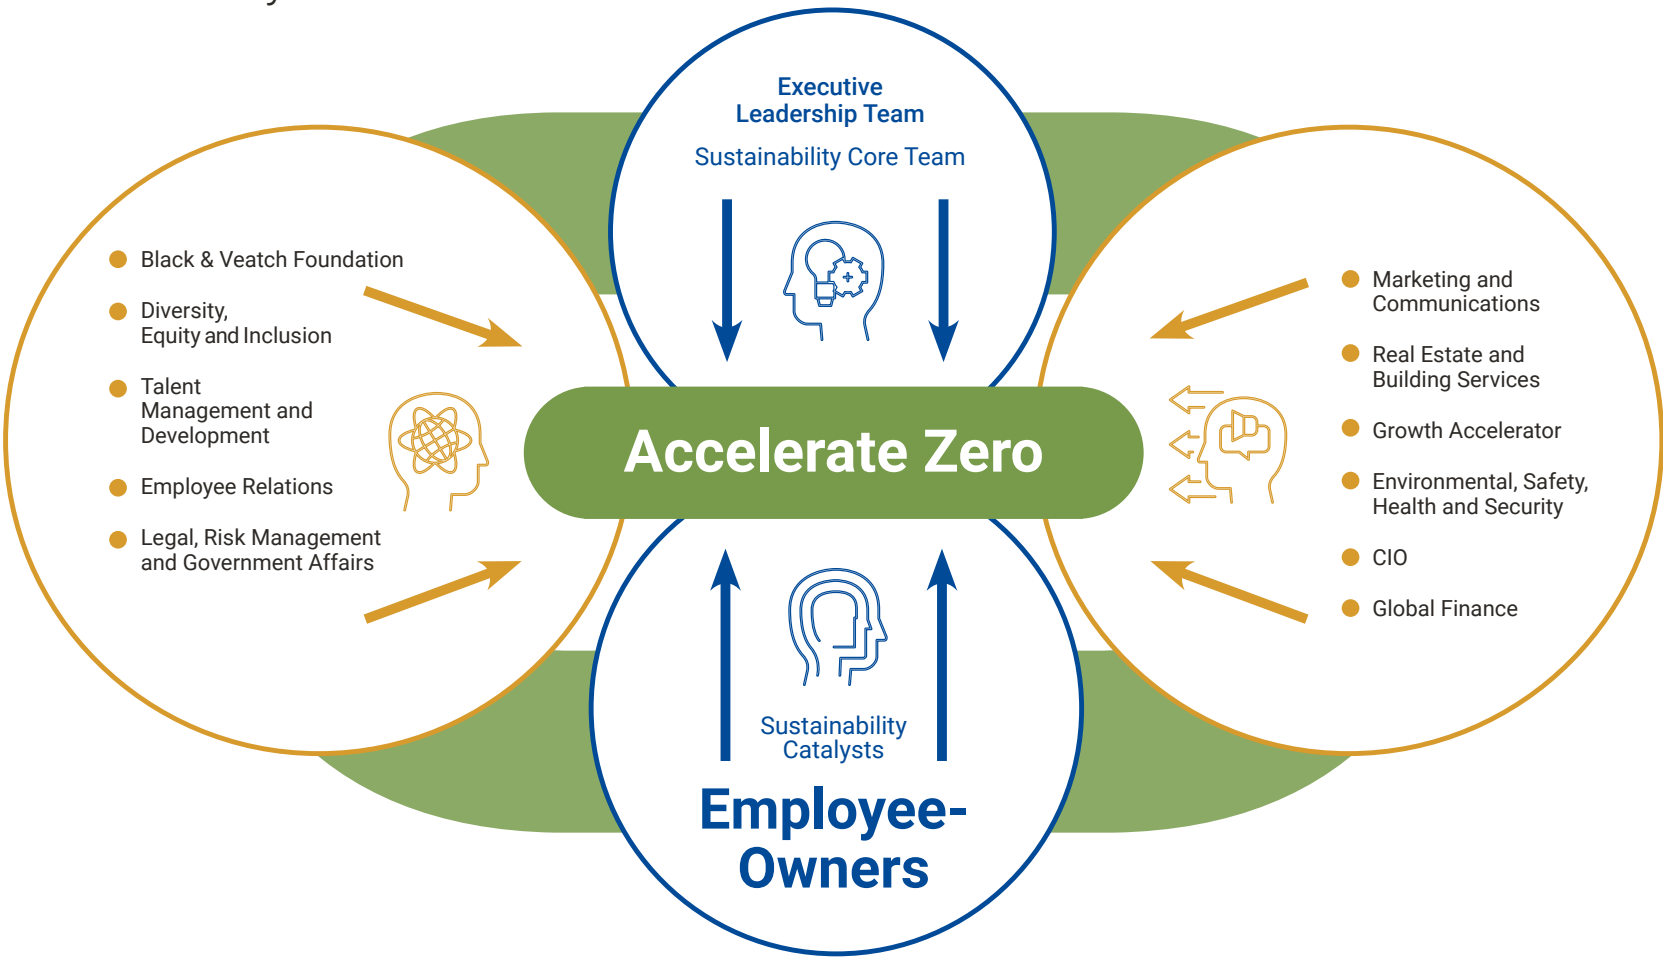 Executive
Leadership Team
Sustainability Core Team
Black & Veatch Foundation
Diversity,
Equity and Inclusion
Talent
Management and
Development
Employee Relations
Legal, Risk Management
and Government Affairs
Accelerate Zero
Marketing and
Communications
Real Estate and
Building Services
Growth Accelerator
Environmental, Safety,
Health and Security
CIO
Global Finance
Sustainability
Catalysts
Employee-
Owners